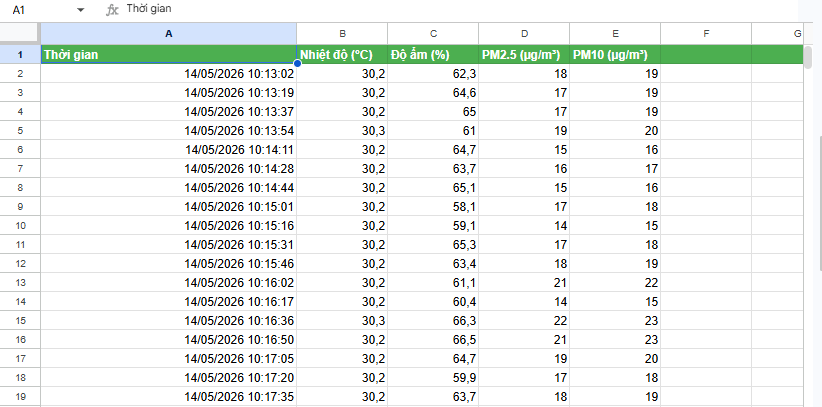 A1 fx Thời gian
A B C D E F G
1 Thời gian Nhiệt độ (°C) Độ ẩm (%) PM2.5 (µg/m³) PM10 (µg/m³)
2 14/05/2026 10:13:02 30,2 62,3 18 19
3 14/05/2026 10:13:19 30,2 64,6 17 19
4 14/05/2026 10:13:37 30,2 65 17 19
5 14/05/2026 10:13:54 30,3 61 19 20
6 14/05/2026 10:14:11 30,2 64,7 15 16
7 14/05/2026 10:14:28 30,2 63,7 16 17
8 14/05/2026 10:14:44 30,2 65,1 15 16
9 14/05/2026 10:15:01 30,2 58,1 17 18
10 14/05/2026 10:15:16 30,2 59,1 14 15
11 14/05/2026 10:15:31 30,2 65,3 17 18
12 14/05/2026 10:15:46 30,2 63,4 18 19
13 14/05/2026 10:16:02 30,2 61,1 21 22
14 14/05/2026 10:16:17 30,2 60,4 14 15
15 14/05/2026 10:16:36 30,3 66,3 22 23
16 14/05/2026 10:16:50 30,2 66,5 21 23
17 14/05/2026 10:17:05 30,2 64,7 19 20
18 14/05/2026 10:17:20 30,2 59,9 17 18
19 14/05/2026 10:17:35 30,2 63,7 18 19